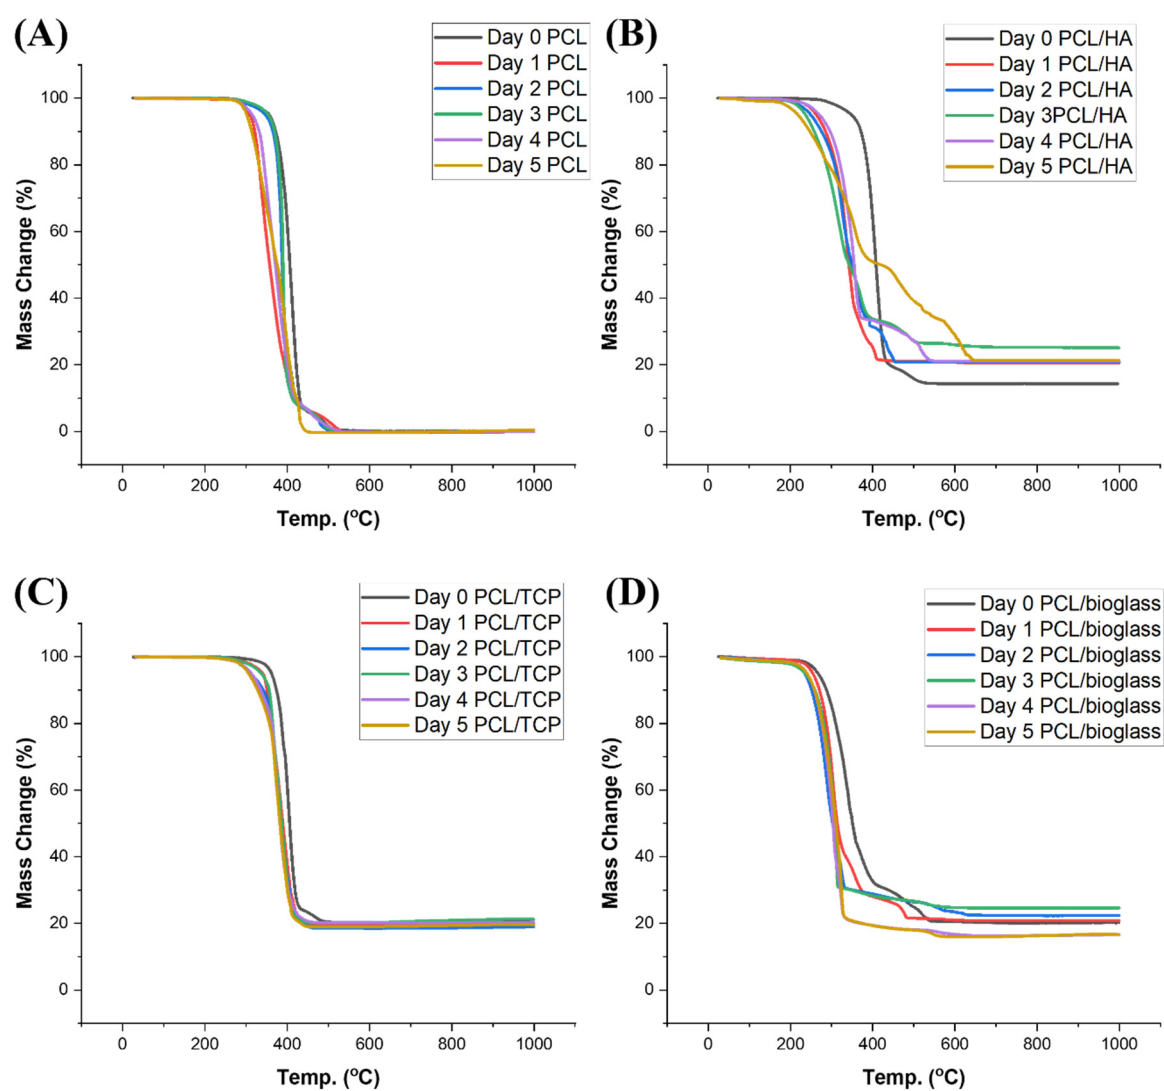 (A)
Day 0 PCL
Day 1 PCL
Day 2 PCL
Day 3 PCL
Day 4 PCL
Day 5 PCL
100
80
60
40
20
0
Mass Change (%)
0 200 400 600 800 1000
Temp. (°C)
(B)
Day 0 PCL/HA
Day 1 PCL/HA
Day 2 PCL/HA
Day 3PCL/HA
Day 4 PCL/HA
Day 5 PCL/HA
100
80
60
40
20
0
Mass Change (%)
0 200 400 600 800 1000
Temp. (°C)
(C)
Day 0 PCL/TCP
Day 1 PCL/TCP
Day 2 PCL/TCP
Day 3 PCL/TCP
Day 4 PCL/TCP
Day 5 PCL/TCP
100
80
60
40
20
0
Mass Change (%)
0 200 400 600 800 1000
Temp. (°C)
(D)
Day 0 PCL/bioglass
Day 1 PCL/bioglass
Day 2 PCL/bioglass
Day 3 PCL/bioglass
Day 4 PCL/bioglass
Day 5 PCL/bioglass
100
80
60
40
20
0
Mass Change (%)
0 200 400 600 800 1000
Temp. (°C)